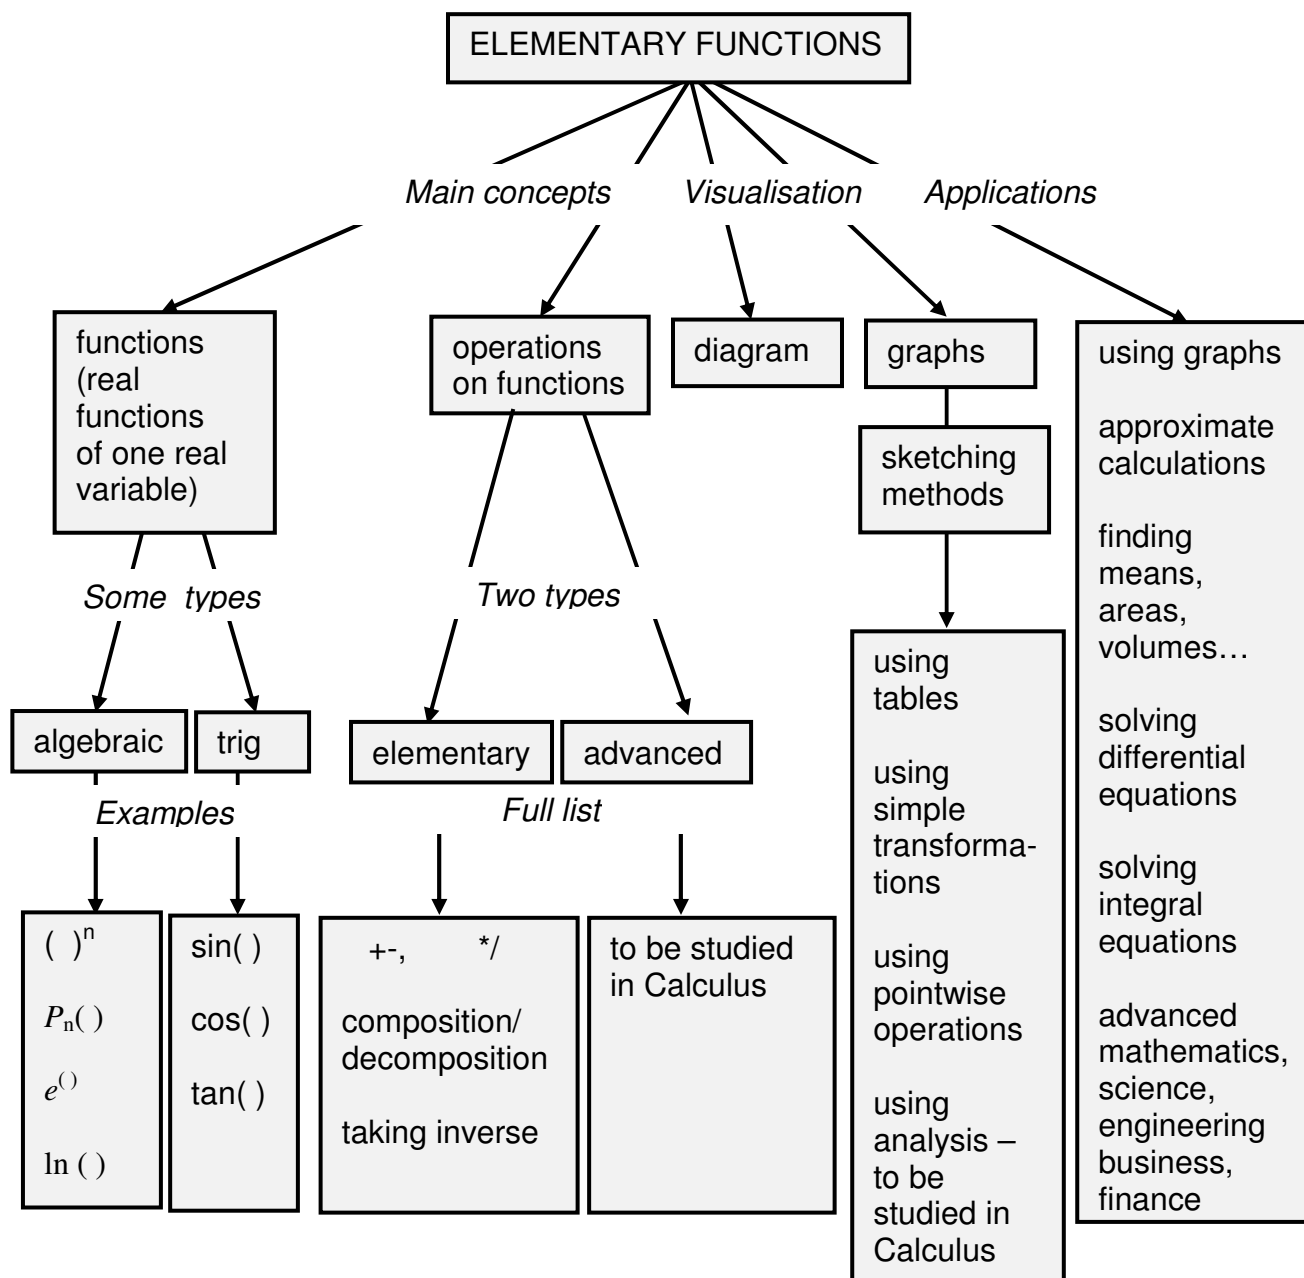 ELEMENTARY FUNCTIONS
Main concepts
Visualisation
Applications
functions
(real
functions
of one real
variable)
operations
on functions
diagram
graphs
sketching
methods
using graphs
approximate
calculations
finding
means,
areas,
volumes…
solving
differential
equations
solving
integral
equations
advanced
mathematics,
science,
engineering
business,
finance
Some types
Two types
algebraic
trig
elementary
advanced
Examples
Full list
( )ⁿ
Pₙ( )
e⁽ ⁾
ln ( )
sin( )
cos( )
tan( )
+-, */
composition/
decomposition
taking inverse
to be studied
in Calculus
using
tables
using
simple
transforma-
tions
using
pointwise
operations
using
analysis –
to be
studied in
Calculus